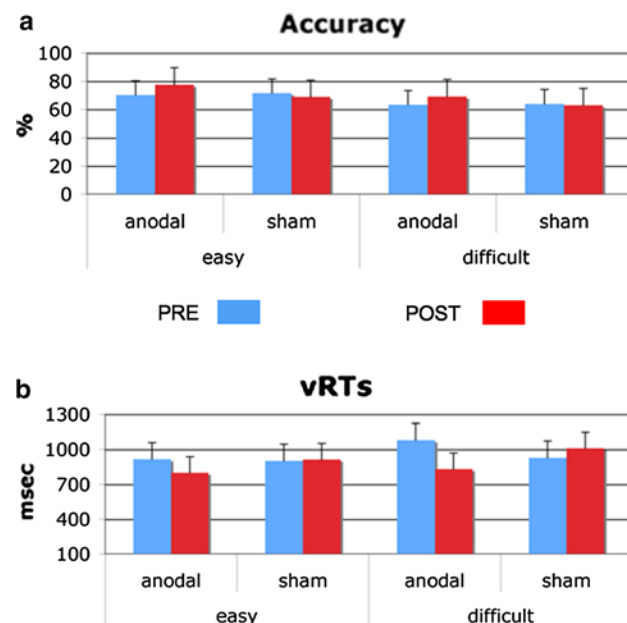 a
Accuracy
100
80
60
40
20
0
%
anodal sham anodal sham
easy difficult
PRE POST
b
vRTs
1300
1000
700
400
100
msec
anodal sham anodal sham
easy difficult